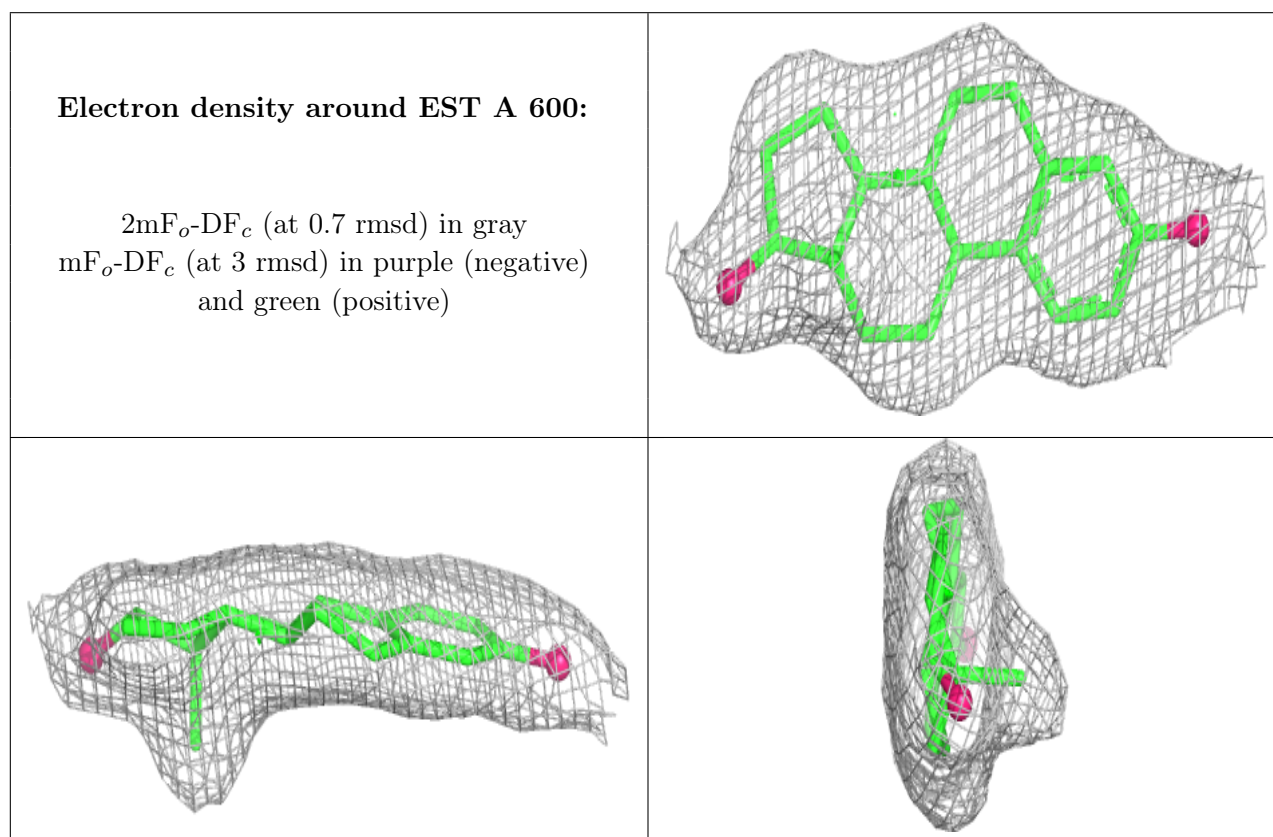 Electron density around EST A 600:
2mFo-DFc (at 0.7 rmsd) in gray
mFo-DFc (at 3 rmsd) in purple (negative)
and green (positive)